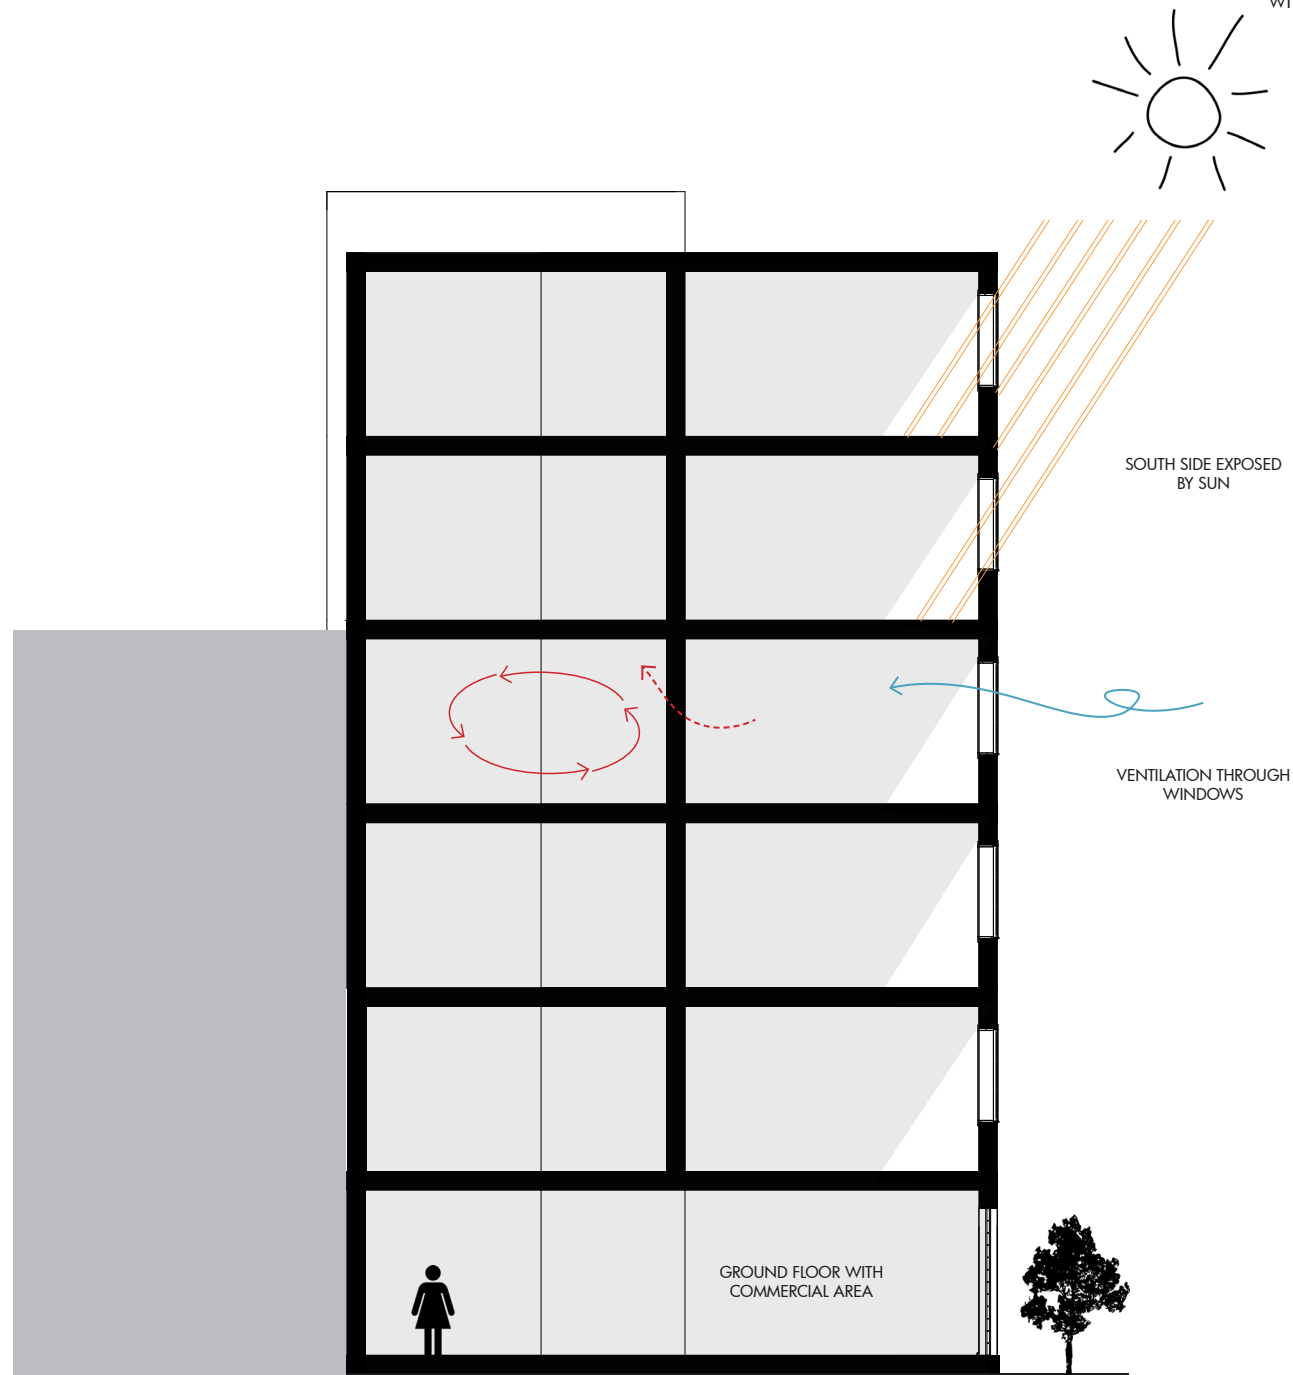 SOUTH SIDE EXPOSED
BY SUN
VENTILATION THROUGH
WINDOWS
GROUND FLOOR WITH
COMMERCIAL AREA